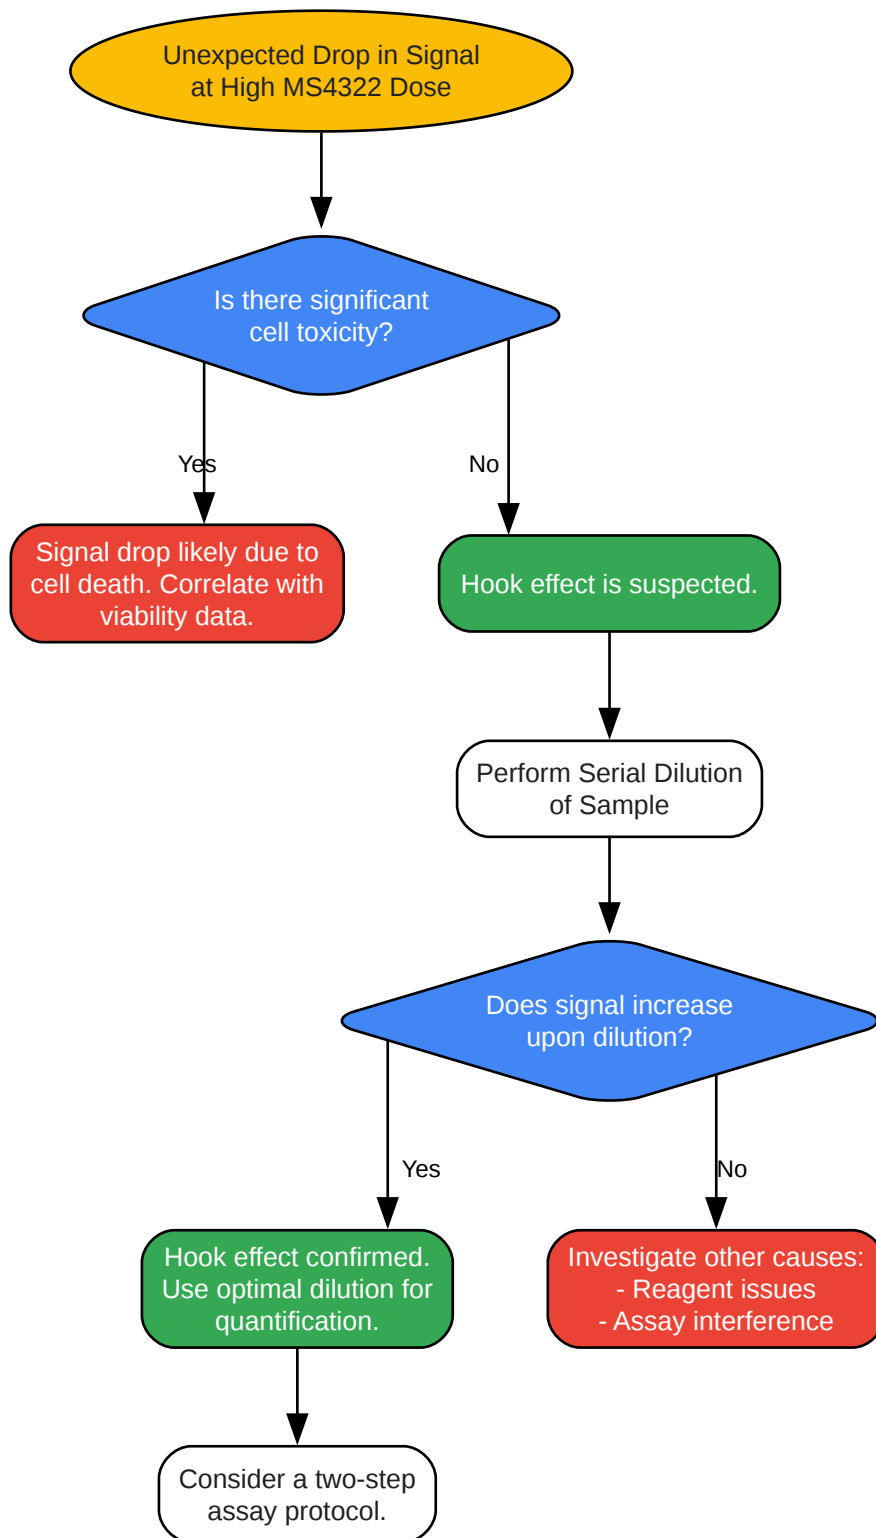 Unexpected Drop in Signal
at High MS4322 Dose
Is there significant
cell toxicity?
Yes
No
Signal drop likely due to
cell death. Correlate with
viability data.
Hook effect is suspected.
Perform Serial Dilution
of Sample
Does signal increase
upon dilution?
Yes
No
Hook effect confirmed.
Use optimal dilution for
quantification.
Investigate other causes:
- Reagent issues
- Assay interference
Consider a two-step
assay protocol.